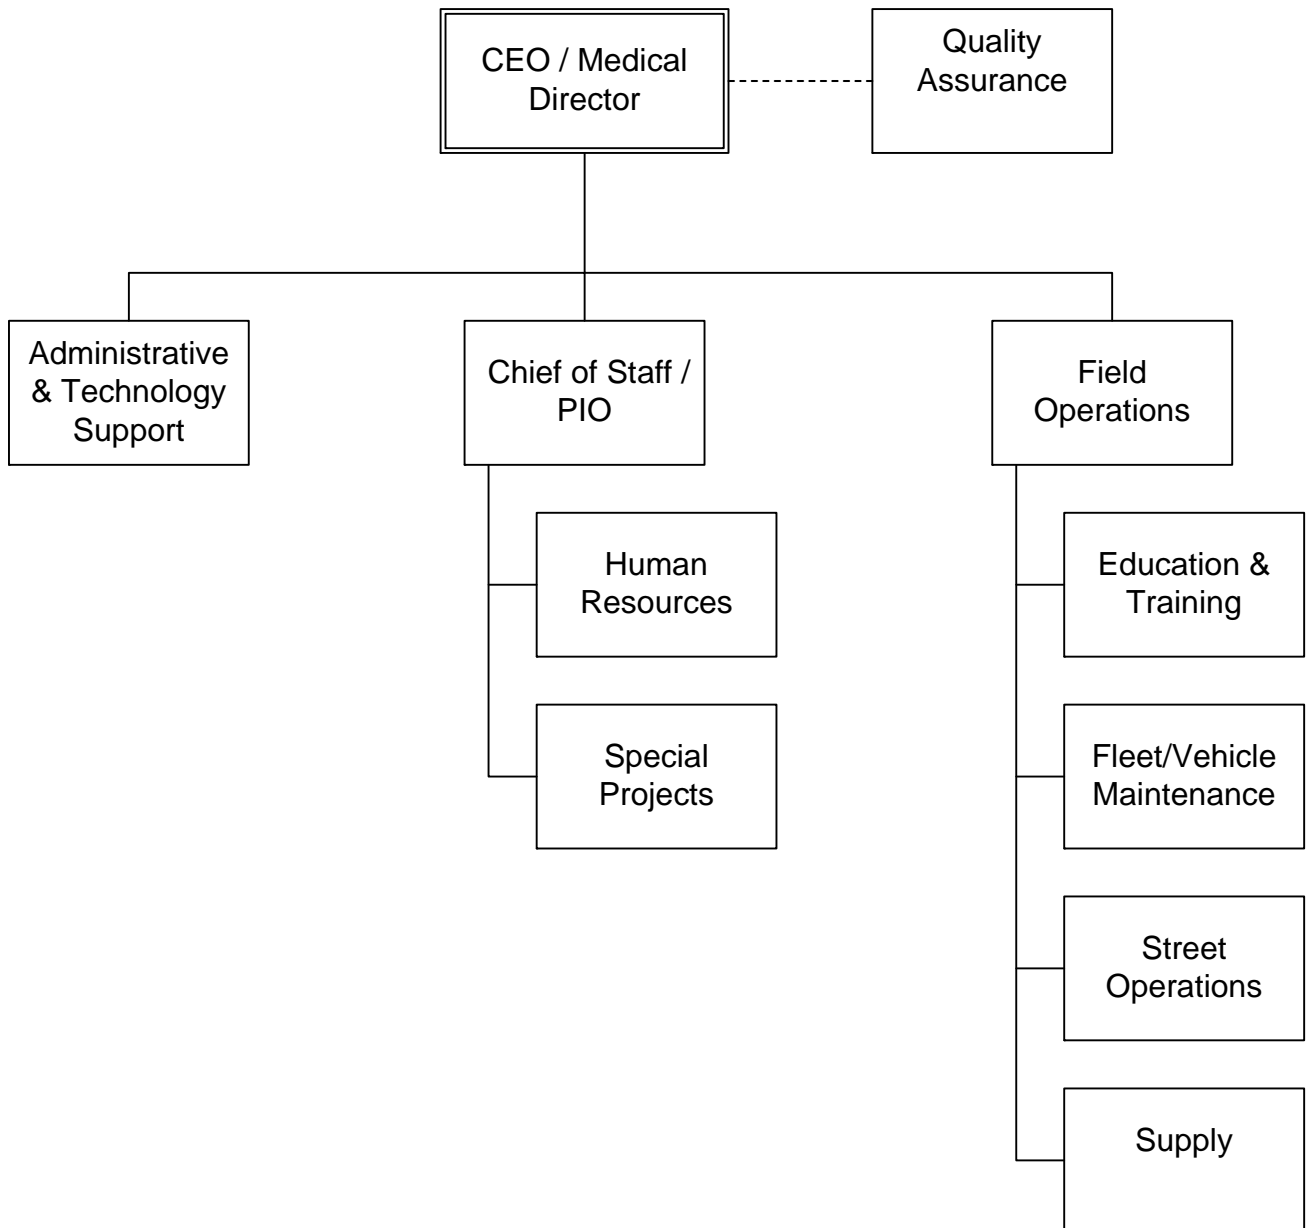 CEO / Medical
Director
Quality
Assurance
Administrative
& Technology
Support
Chief of Staff /
PIO
Field
Operations
Human
Resources
Education &
Training
Special
Projects
Fleet/Vehicle
Maintenance
Street
Operations
Supply